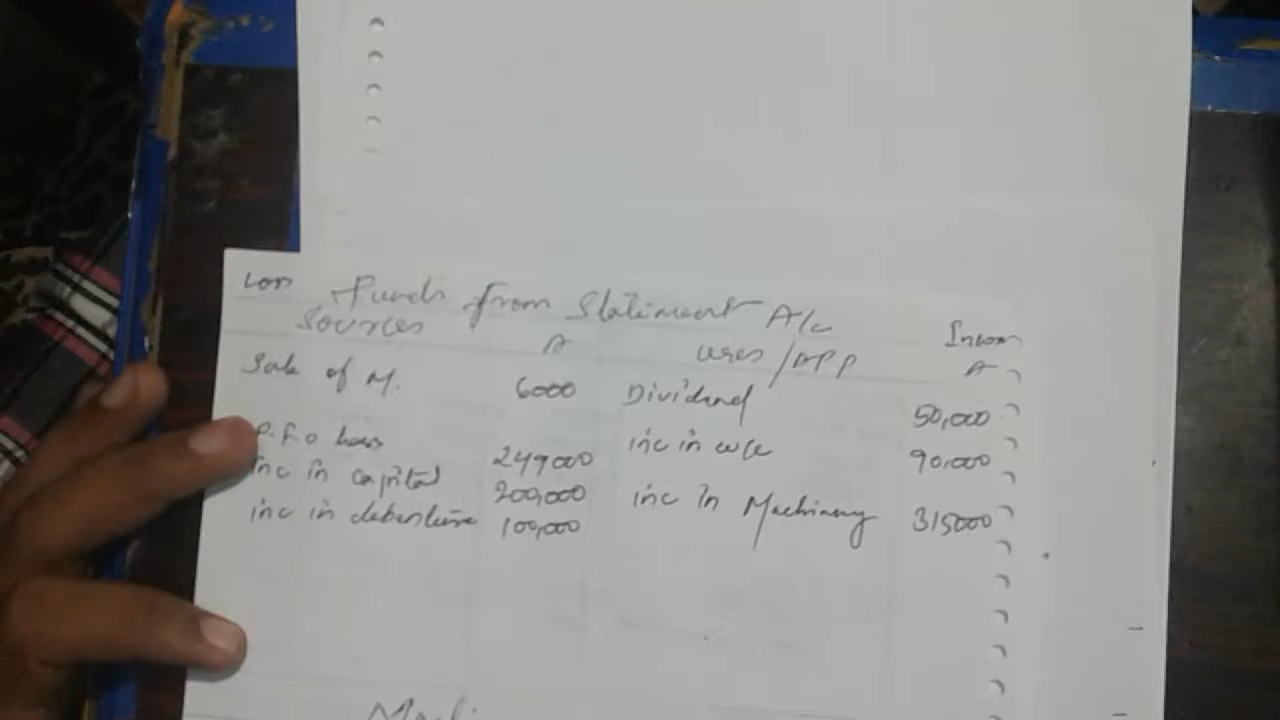 Funds from Statement A/c
Income
Sources A uses/APP A
Sale of M. 6000 Dividend 50,000
F.F.O 249000 inc in w/c 90,000
inc in capital 200,000 inc in Machinery 315000
inc in debenture 100,000